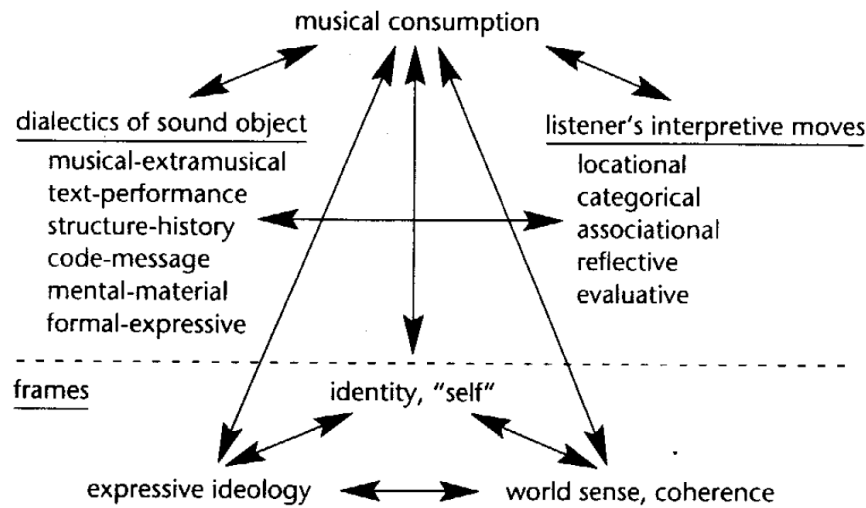 musical consumption
dialectics of sound object
musical-extramusical
text-performance
structure-history
code-message
mental-material
formal-expressive
listener's interpretive moves
locational
categorical
associational
reflective
evaluative
frames
identity, “self”
expressive ideology
world sense, coherence